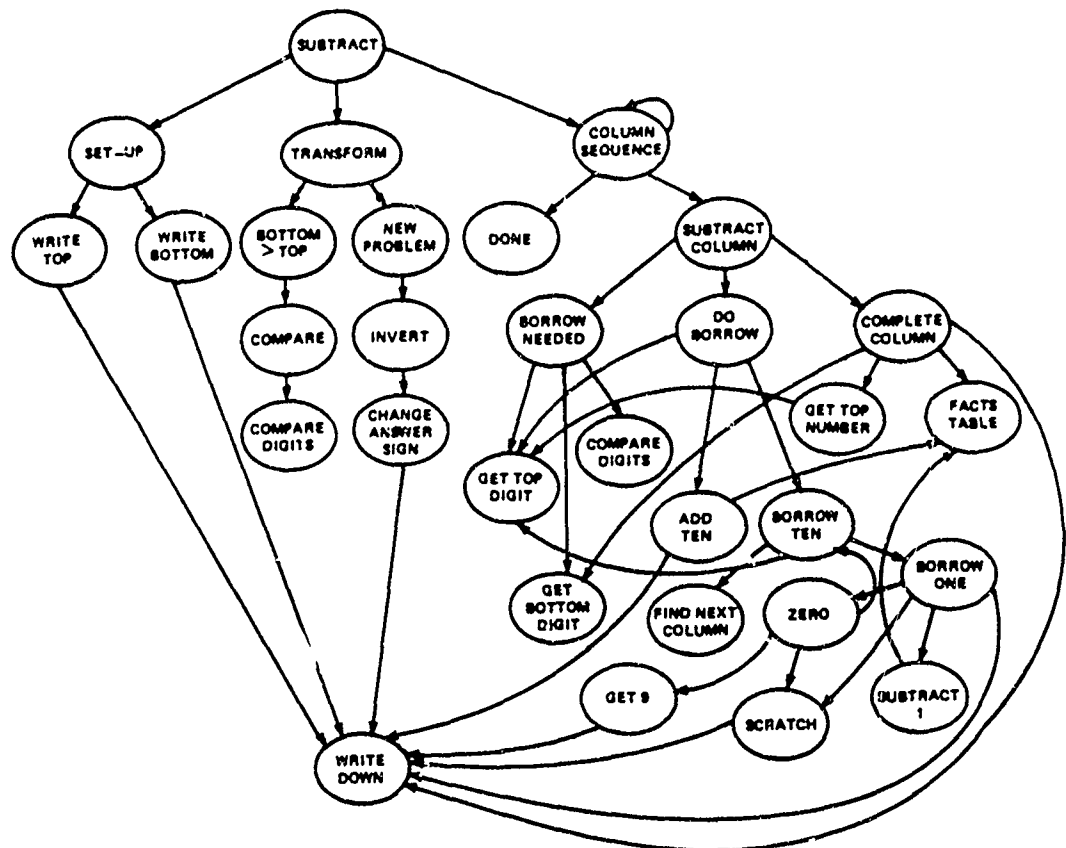 SUBTRACT
SET-UP
TRANSFORM
COLUMN
SEQUENCE
WRITE
TOP
WRITE
BOTTOM
BOTTOM
> TOP
NEW
PROBLEM
DONE
SUBTRACT
COLUMN
COMPARE
INVERT
BORROW
NEEDED
DO
BORROW
COMPLETE
COLUMN
COMPARE
DIGITS
CHANGE
ANSWER
SIGN
GET TOP
DIGIT
COMPARE
DIGITS
GET TOP
NUMBER
FACTS
TABLE
ADD
TEN
BORROW
TEN
GET
BOTTOM
DIGIT
FIND NEXT
COLUMN
ZERO
BORROW
ONE
GET 9
SCRATCH
SUBTRACT
1
WRITE
DOWN